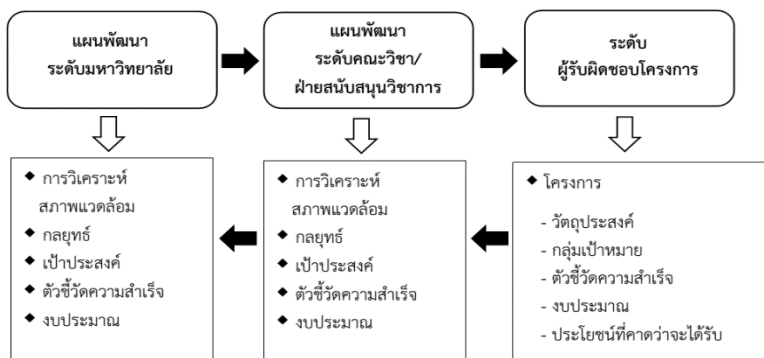 แผนพัฒนา
ระดับมหาวิทยาลัย
แผนพัฒนา
ระดับคณะวิชา/
ฝ่ายสนับสนุนวิชาการ
ระดับ
ผู้รับผิดชอบโครงการ
◆ การวิเคราะห์
สภาพแวดล้อม
◆ กลยุทธ์
◆ เป้าประสงค์
◆ ตัวชี้วัดความสำเร็จ
◆ งบประมาณ
◆ การวิเคราะห์
สภาพแวดล้อม
◆ กลยุทธ์
◆ เป้าประสงค์
◆ ตัวชี้วัดความสำเร็จ
◆ งบประมาณ
◆ โครงการ
- วัตถุประสงค์
- กลุ่มเป้าหมาย
- ตัวชี้วัดความสำเร็จ
- งบประมาณ
- ประโยชน์ที่คาดว่าจะได้รับ